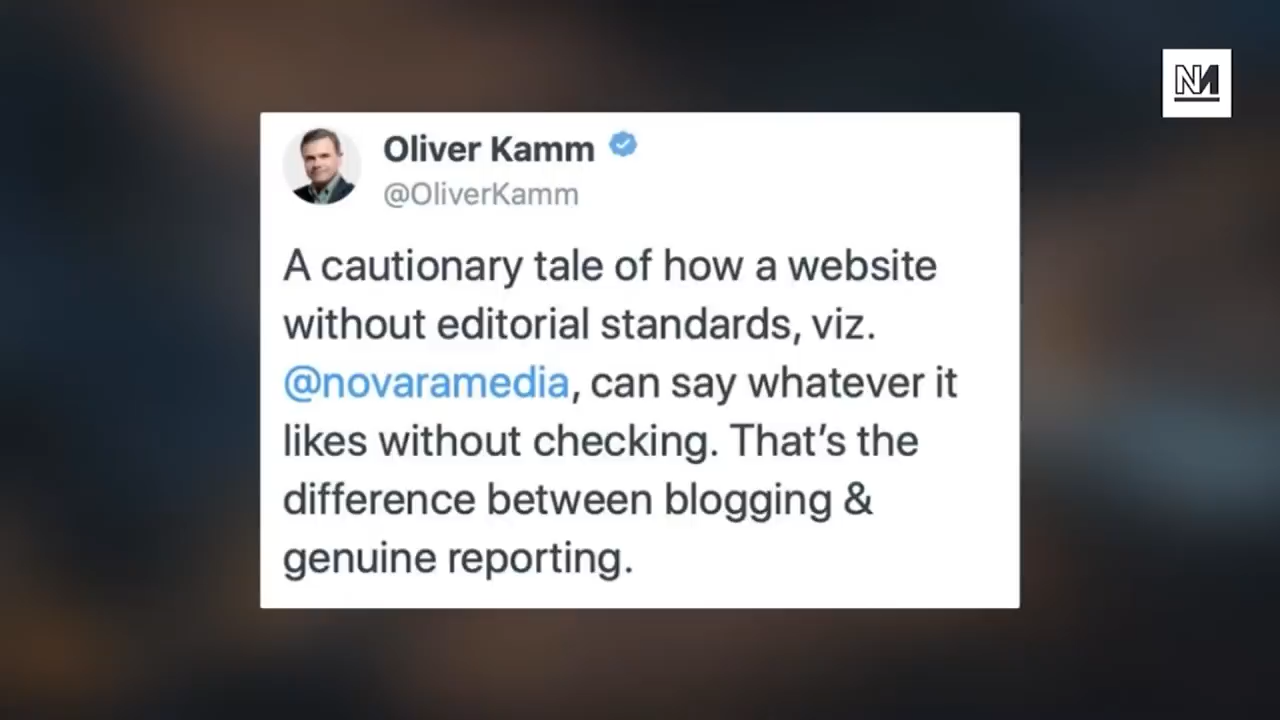 NM
Oliver Kamm
@OliverKamm
A cautionary tale of how a website
without editorial standards, viz.
@novaramedia, can say whatever it
likes without checking. That’s the
difference between blogging &
genuine reporting.